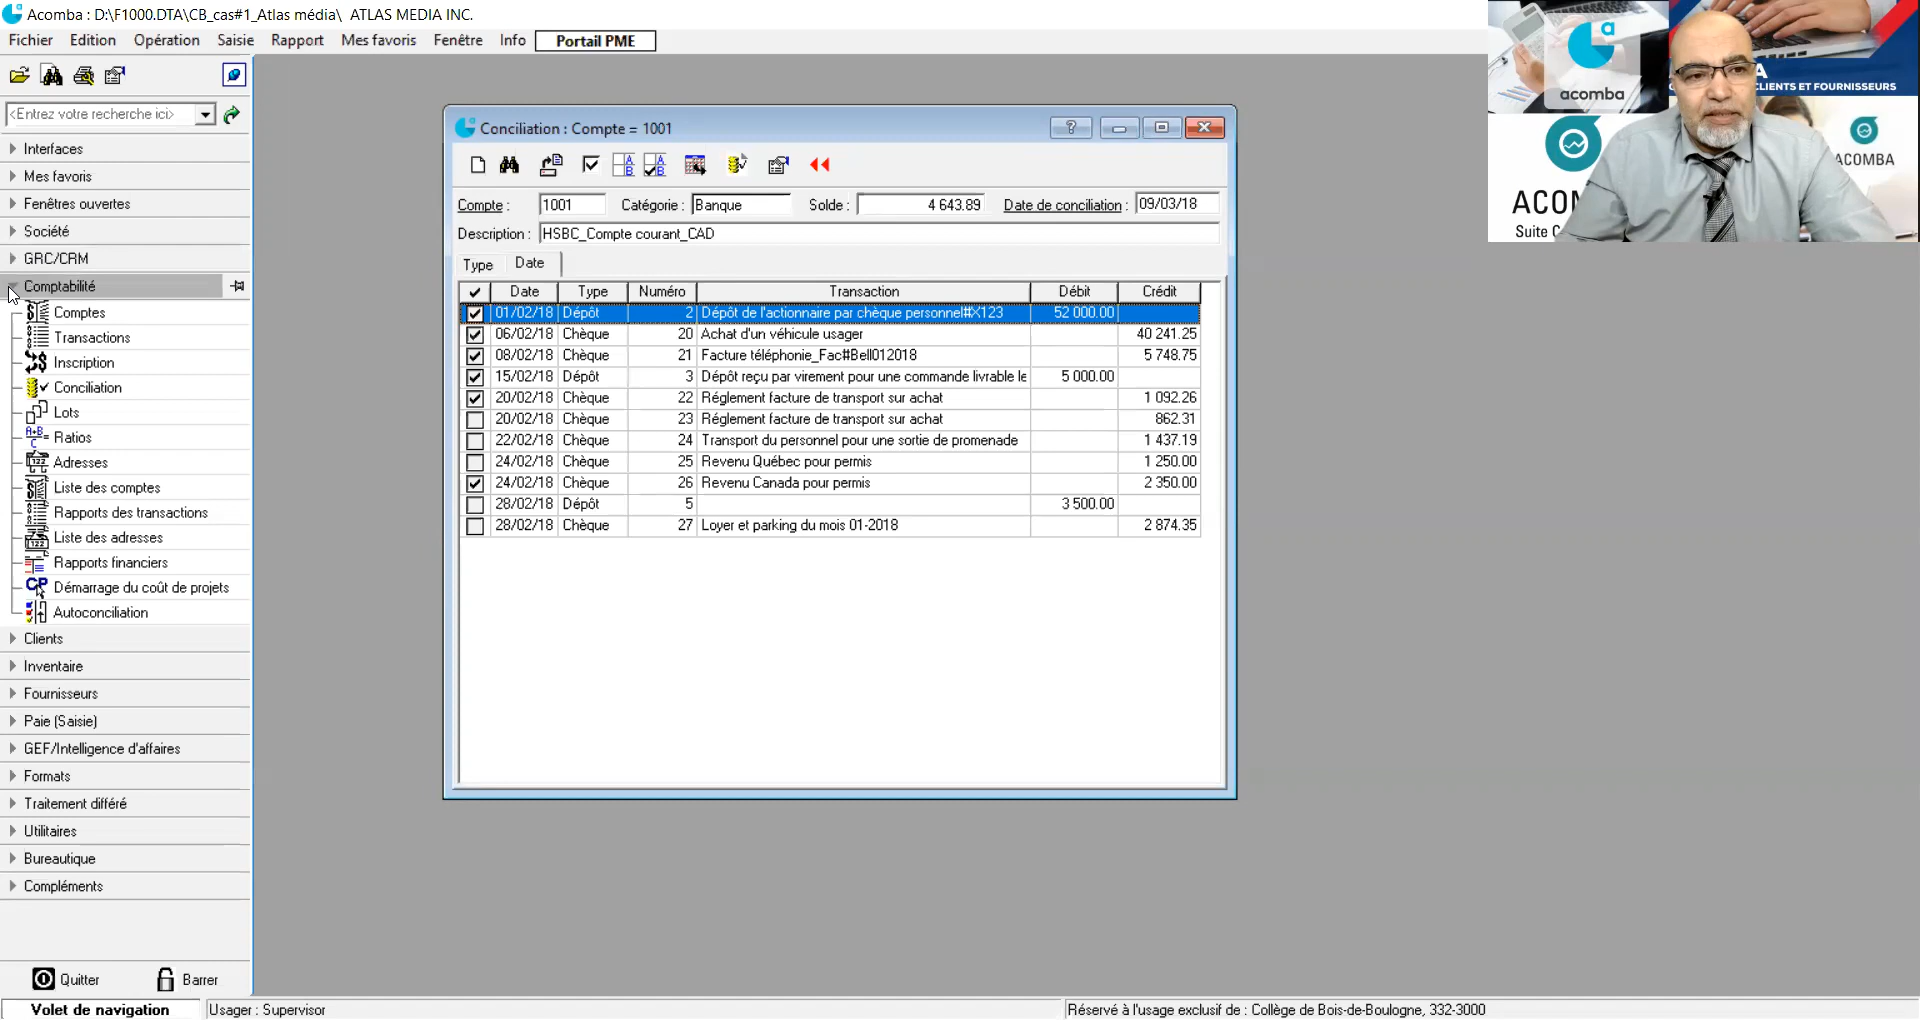 Acomba : D:\F1000.DTA\CB_cas#1_Atlas média\  ATLAS MEDIA INC.
Fichier Edition Opération Saisie Rapport Mes favoris Fenêtre Info Portail PME
<Entrez votre recherche ici>
Interfaces
Mes favoris
Fenêtres ouvertes
Société
GRC/CRM
Comptabilité
Comptes
Transactions
Inscription
Conciliation
Lots
Ratios
Adresses
Liste des comptes
Rapports des transactions
Liste des adresses
Rapports financiers
Démarrage du coût de projets
Autoconciliation
Clients
Inventaire
Fournisseurs
Paie (Saisie)
GEF/Intelligence d'affaires
Formats
Traitement différé
Utilitaires
Bureautique
Compléments
Quitter Barrer
Conciliation : Compte = 1001
Compte : 1001 Catégorie : Banque Solde : 4 643.89 Date de conciliation : 09/03/18
Description : HSBC_Compte courant_CAD
Type Date
Date Type Numéro Transaction Débit Crédit
01/02/18 Dépôt 2 Dépôt de l'actionnaire par chèque personnel#X123 52 000.00
06/02/18 Chèque 20 Achat d'un véhicule usager 40 241.25
08/02/18 Chèque 21 Facture téléphonie_Fac#Bell012018 5 748.75
15/02/18 Dépôt 3 Dépôt reçu par virement pour une commande livrable le 5 000.00
20/02/18 Chèque 22 Réglement facture de transport sur achat 1 092.26
20/02/18 Chèque 23 Réglement facture de transport sur achat 862.31
22/02/18 Chèque 24 Transport du personnel pour une sortie de promenade 1 437.19
24/02/18 Chèque 25 Revenu Québec pour permis 1 250.00
24/02/18 Chèque 26 Revenu Canada pour permis 2 350.00
28/02/18 Dépôt 5 3 500.00
28/02/18 Chèque 27 Loyer et parking du mois 01-2018 2 874.35
acomba
CLIENTS ET FOURNISSEURS
ACOMBA
Suite
Volet de navigation Usager : Supervisor Réservé à l'usage exclusif de : Collège de Bois-de-Boulogne, 332-3000